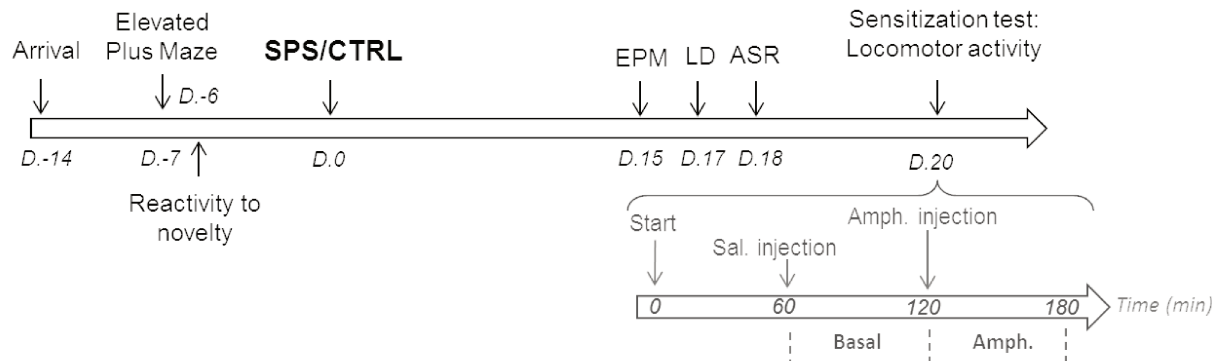 Arrival
Elevated
Plus Maze
D.-6
SPS/CTRL
EPM
LD
ASR
Sensitization test:
Locomotor activity
D.-14
D.-7
D.0
D.15
D.17
D.18
D.20
Reactivity to
novelty
Start
Sal. injection
Amph. injection
0
60
120
180
Time (min)
Basal
Amph.